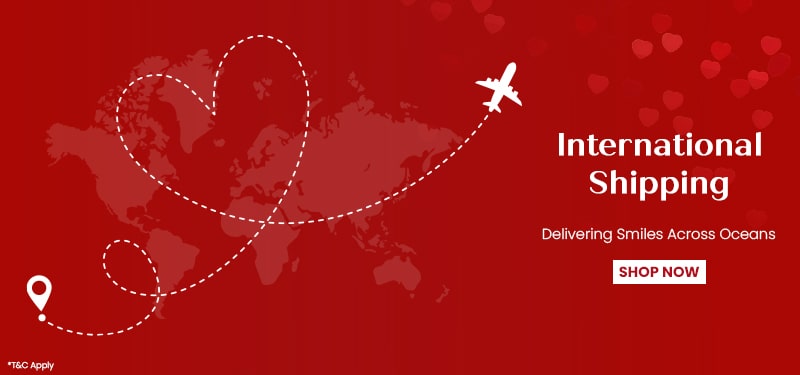 International
Shipping
Delivering Smiles Across Oceans
SHOP NOW
*T&C Apply